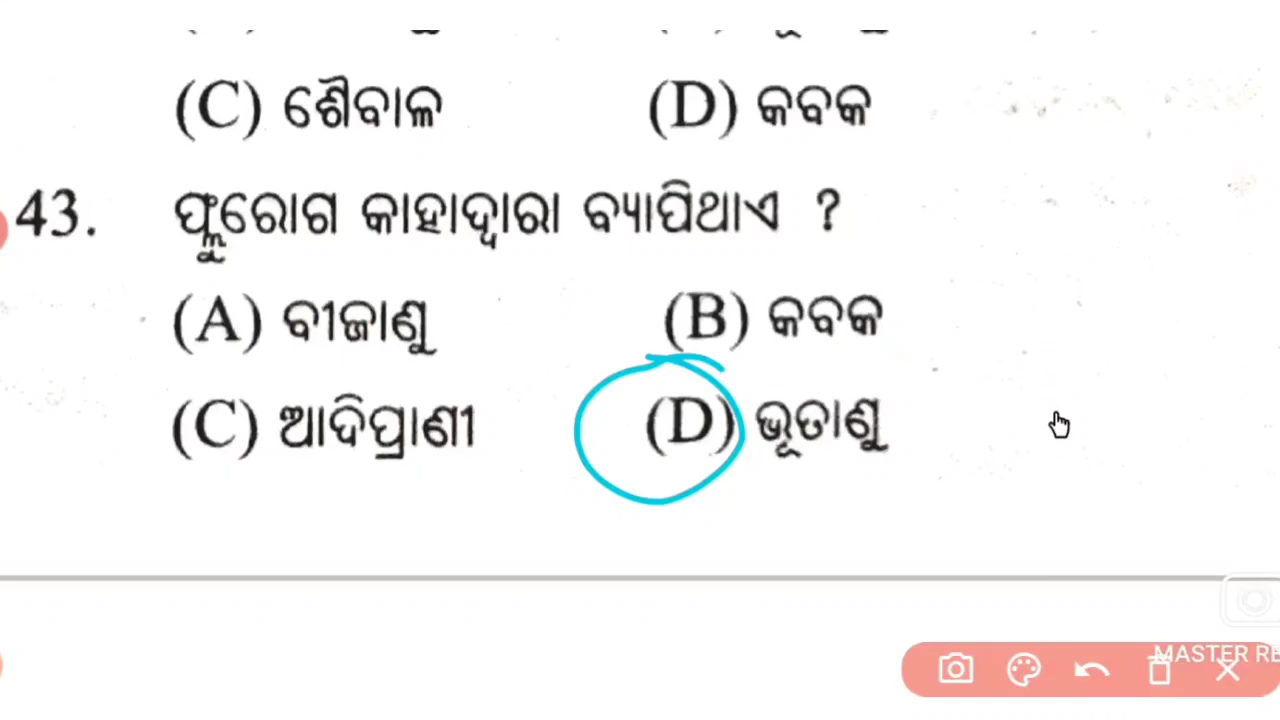 (C) ଶୈବାଳ (D) କବକ
43. ଫ୍ଲୁରୋଗ କାହାଦ୍ଵାରା ବ୍ୟାପିଥାଏ ?
(A) ବୀଜାଣୁ (B) କବକ
(C) ଆଦିପ୍ରାଣୀ (D) ଭୂତାଣୁ
MASTER RE